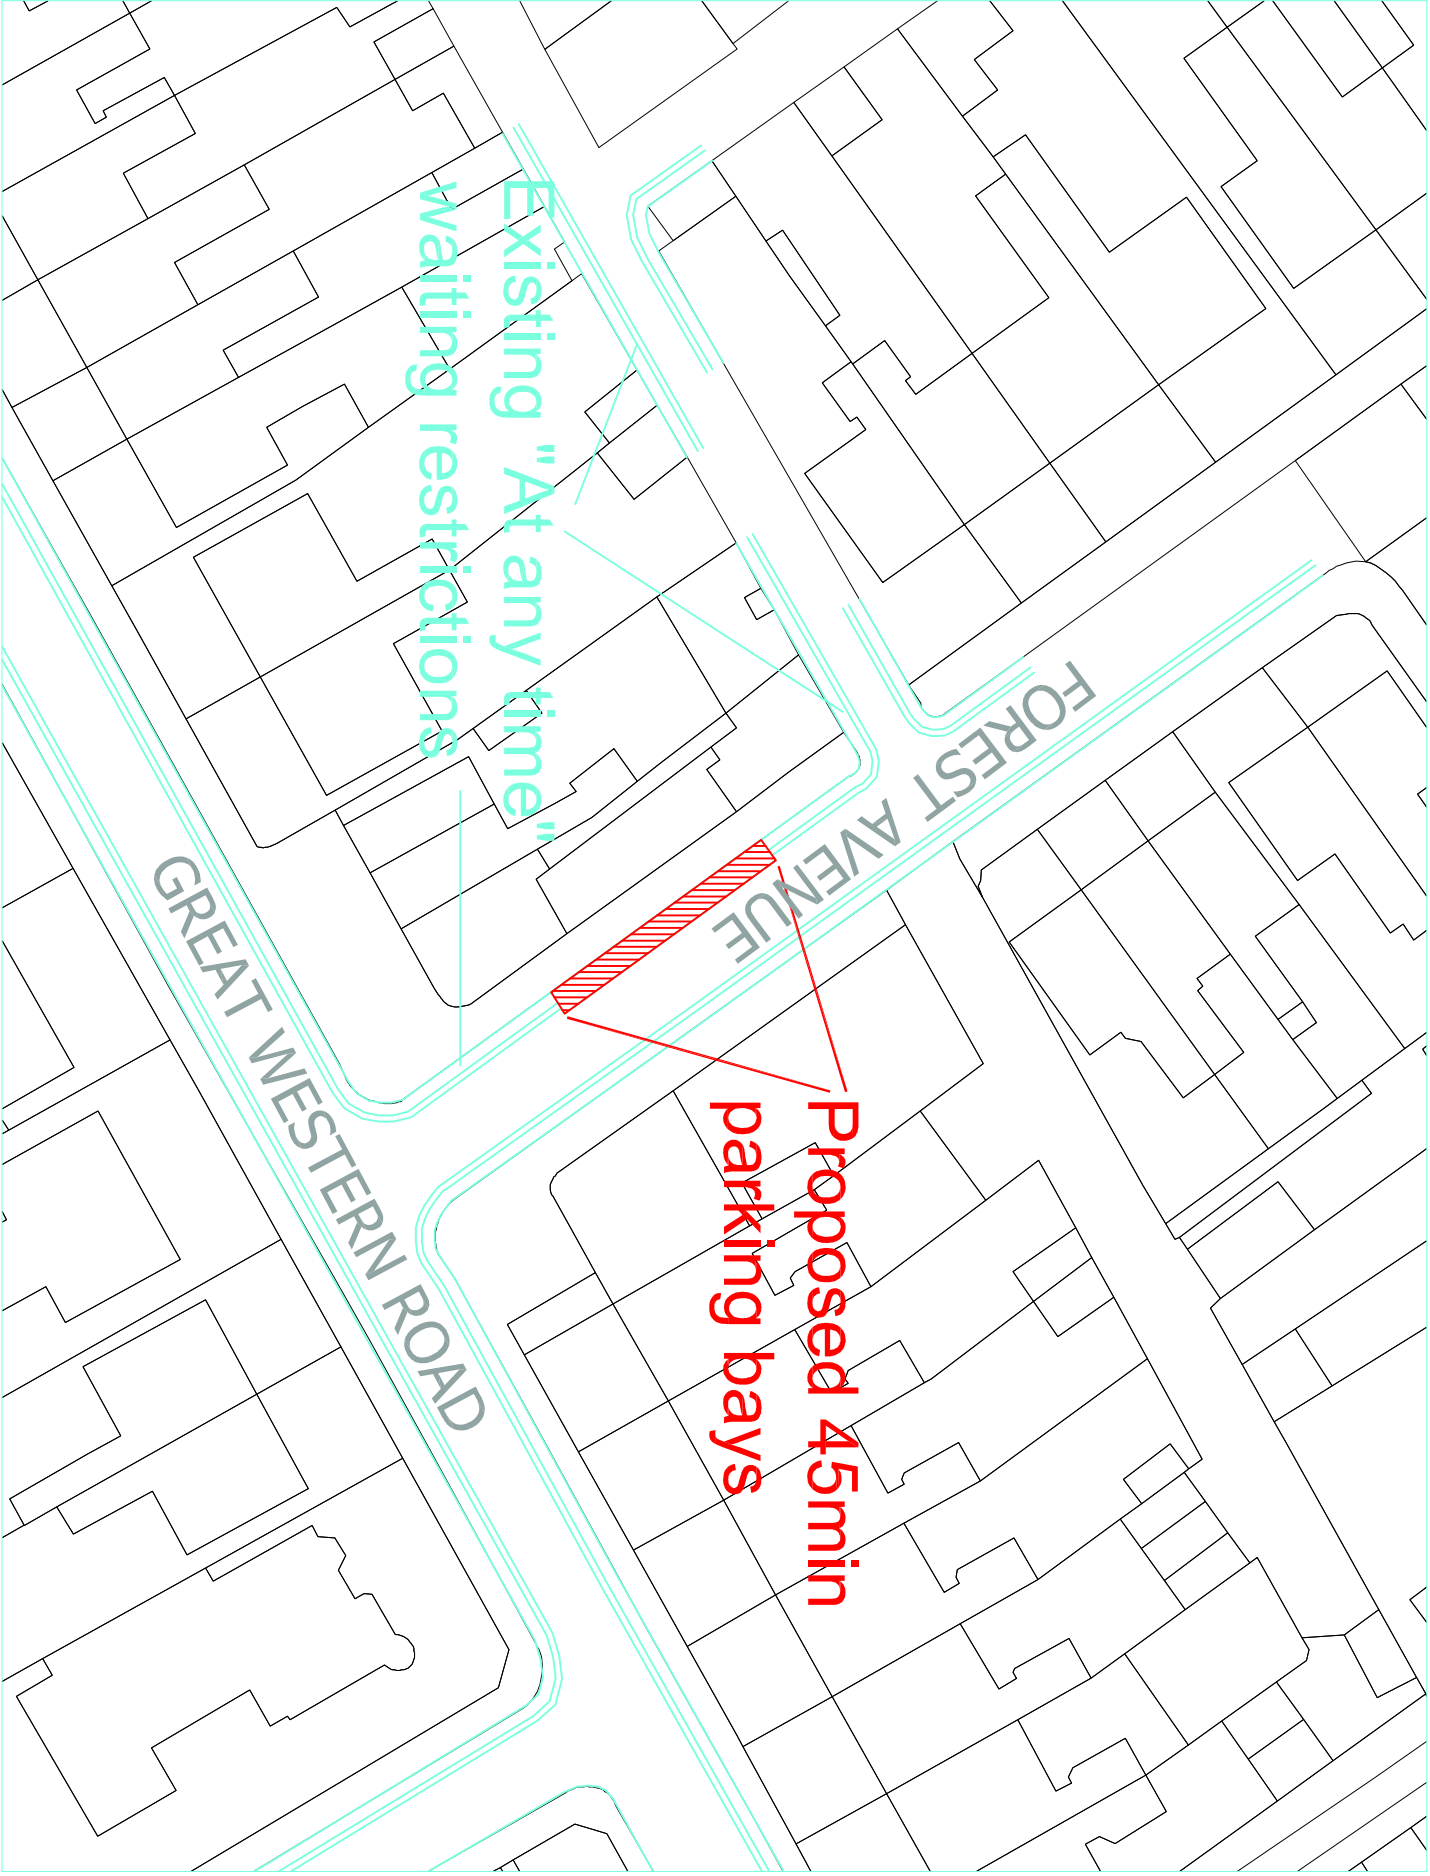 Existing "At any time"
waiting restrictions
FOREST AVENUE
GREAT WESTERN ROAD
Proposed 45min
parking bays